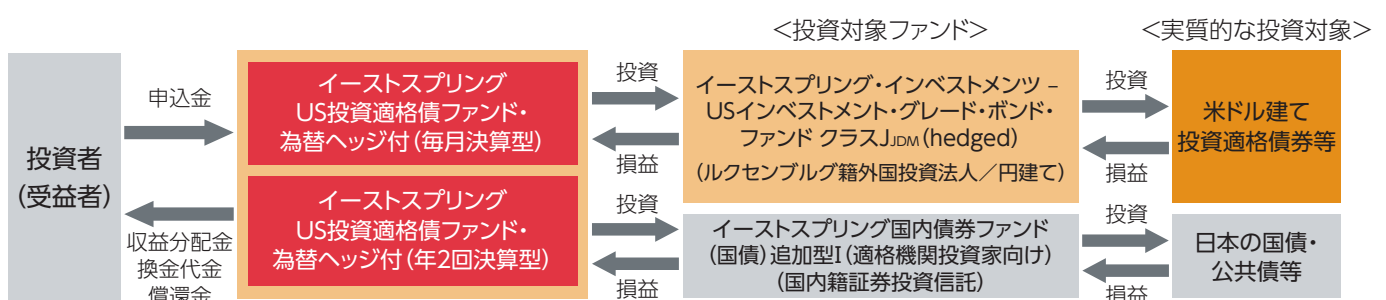 ＜投資対象ファンド＞
＜実質的な投資対象＞
投資者
(受益者)
申込金
収益分配金
換金代金
償還金
イーストスプリング
US投資適格債ファンド・
為替ヘッジ付(毎月決算型)
イーストスプリング
US投資適格債ファンド・
為替ヘッジ付(年2回決算型)
投資
損益
投資
損益
イーストスプリング・インベストメンツ –
USインベストメント・グレード・ボンド・
ファンド クラスJJDM(hedged)
(ルクセンブルグ籍外国投資法人／円建て)
イーストスプリング国内債券ファンド
(国債)追加型I(適格機関投資家向け)
(国内籍証券投資信託)
投資
損益
投資
損益
米ドル建て
投資適格債券等
日本の国債・
公共債等